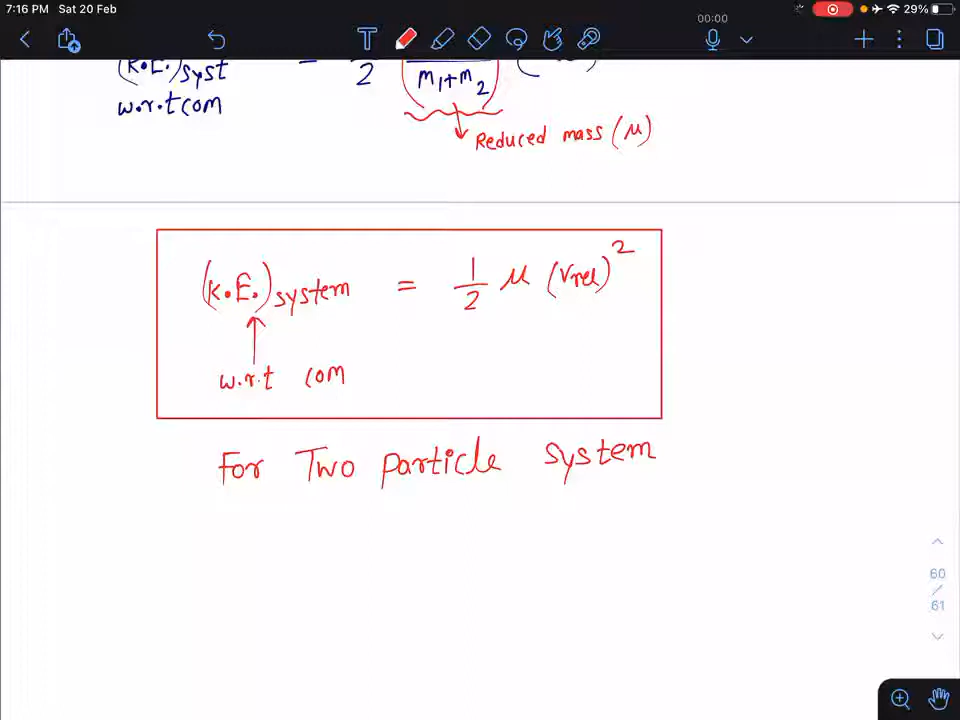 7:16 PM Sat 20 Feb
00:00
29%
(K.E.)syst = 1/2
m1+m2
w.r.t com
Reduced mass (μ)
(K.E.)system = 1/2 μ (Vrel)2
w.r.t com
For Two particle system
60
/
61